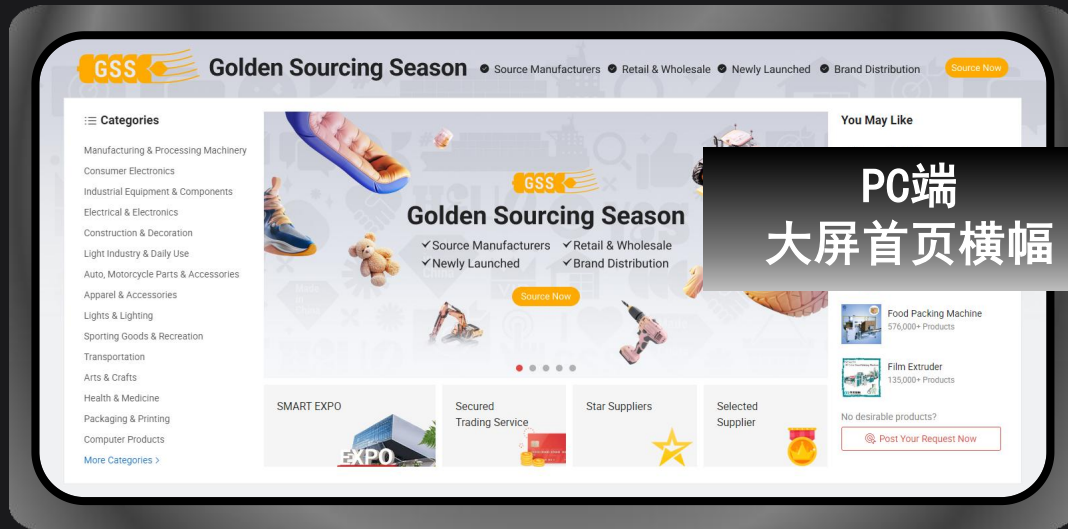 GSS
Golden Sourcing Season
Source Manufacturers
Retail & Wholesale
Newly Launched
Brand Distribution
Source Now
Categories
Manufacturing & Processing Machinery
Consumer Electronics
Industrial Equipment & Components
Electrical & Electronics
Construction & Decoration
Light Industry & Daily Use
Auto, Motorcycle Parts & Accessories
Apparel & Accessories
Lights & Lighting
Sporting Goods & Recreation
Transportation
Arts & Crafts
Health & Medicine
Packaging & Printing
Computer Products
More Categories >
GSS
Golden Sourcing Season
Source Manufacturers
Retail & Wholesale
Newly Launched
Brand Distribution
Source Now
SMART EXPO
EXPO
Secured
Trading Service
Star Suppliers
Selected
Supplier
You May Like
PC端
大屏首页横幅
Food Packing Machine
576,000+ Products
Film Extruder
135,000+ Products
No desirable products?
Post Your Request Now